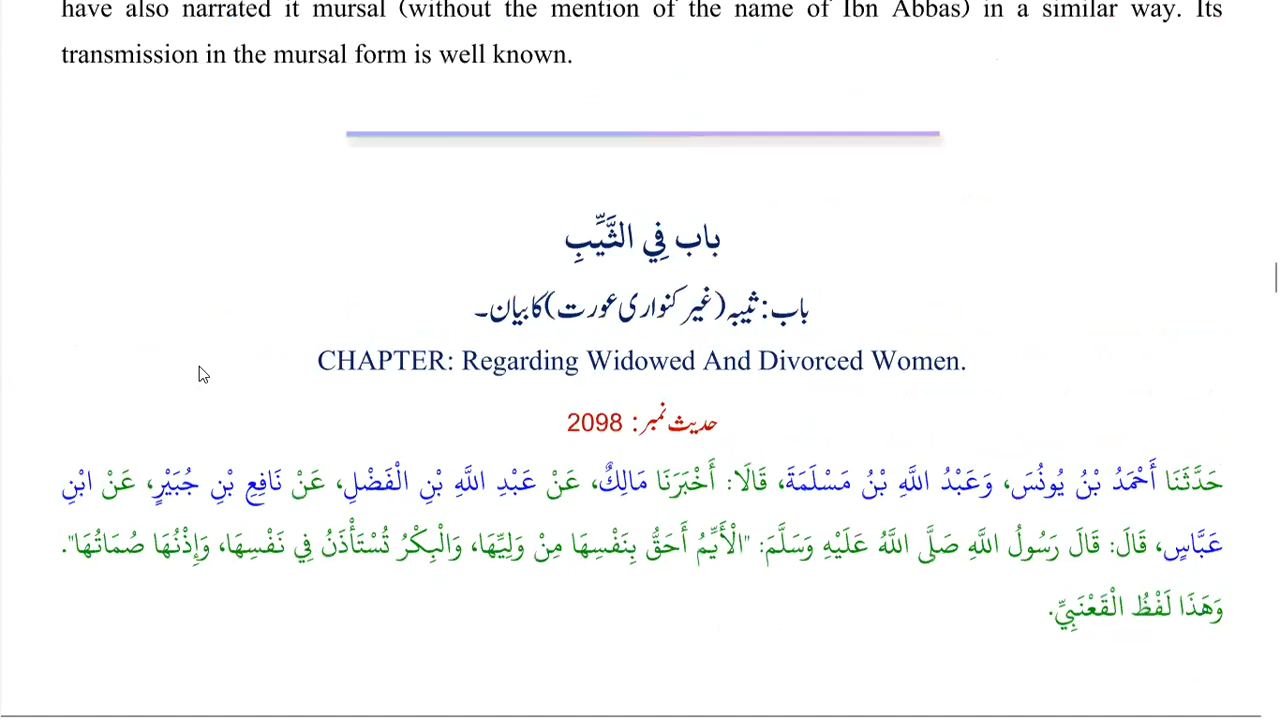 have also narrated it mursal (without the mention of the name of Ibn Abbas) in a similar way. Its
transmission in the mursal form is well known.
باب فِي الثَّيِّبِ
باب: ثیبہ (غیر کنواری عورت) کا بیان۔
CHAPTER: Regarding Widowed And Divorced Women.
حدیث نمبر: 2098
حَدَّثَنَا أَحْمَدُ بْنُ يُونُسَ، وَعَبْدُ اللَّهِ بْنُ مَسْلَمَةَ، قَالَا: أَخْبَرَنَا مَالِكٌ، عَنْ عَبْدِ اللَّهِ بْنِ الْفَضْلِ، عَنْ نَافِعِ بْنِ جُبَيْرٍ، عَنْ ابْنِ
عَبَّاسٍ، قَالَ: قَالَ رَسُولُ اللَّهِ صَلَّى اللَّهُ عَلَيْهِ وَسَلَّمَ: "الْأَيِّمُ أَحَقُّ بِنَفْسِهَا مِنْ وَلِيِّهَا، وَالْبِكْرُ تُسْتَأْذَنُ فِي نَفْسِهَا، وَإِذْنُهَا صُمَاتُهَا".
وَهَذَا لَفْظُ الْقَعْنَبِيِّ.